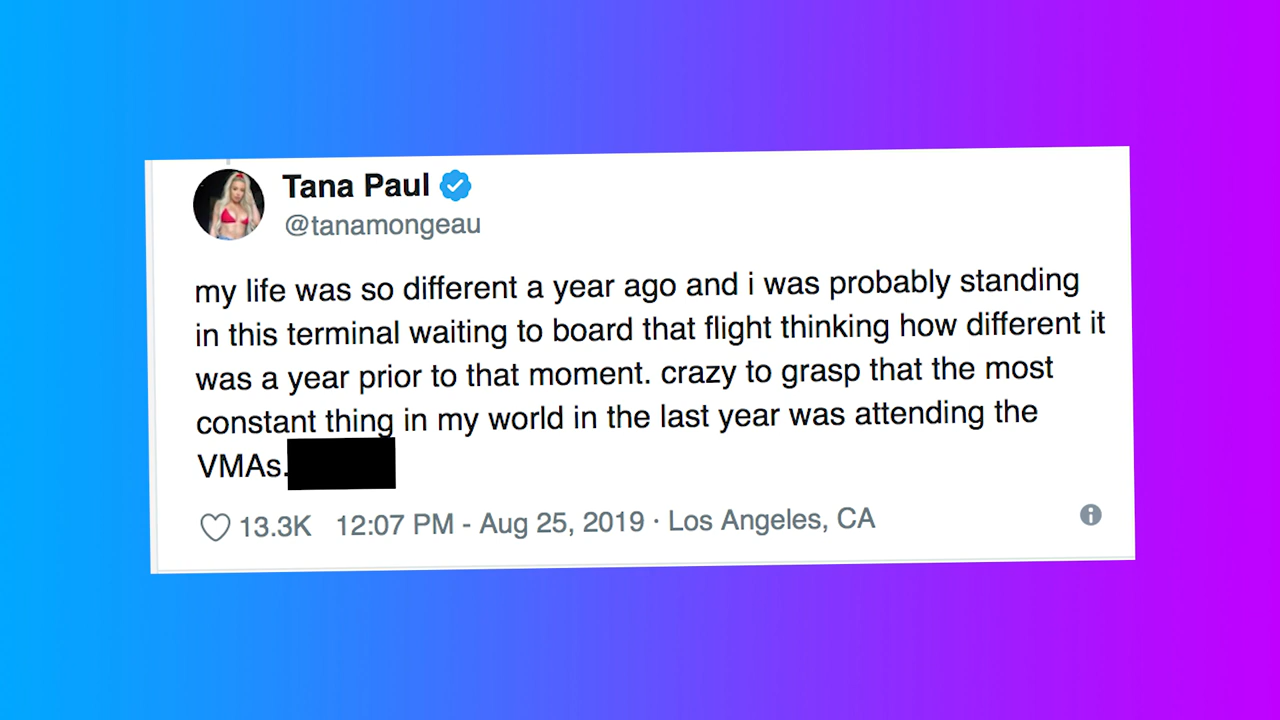 Tana Paul
@tanamongeau
my life was so different a year ago and i was probably standing
in this terminal waiting to board that flight thinking how different it
was a year prior to that moment. crazy to grasp that the most
constant thing in my world in the last year was attending the
VMAs.
13.3K 12:07 PM - Aug 25, 2019 · Los Angeles, CA